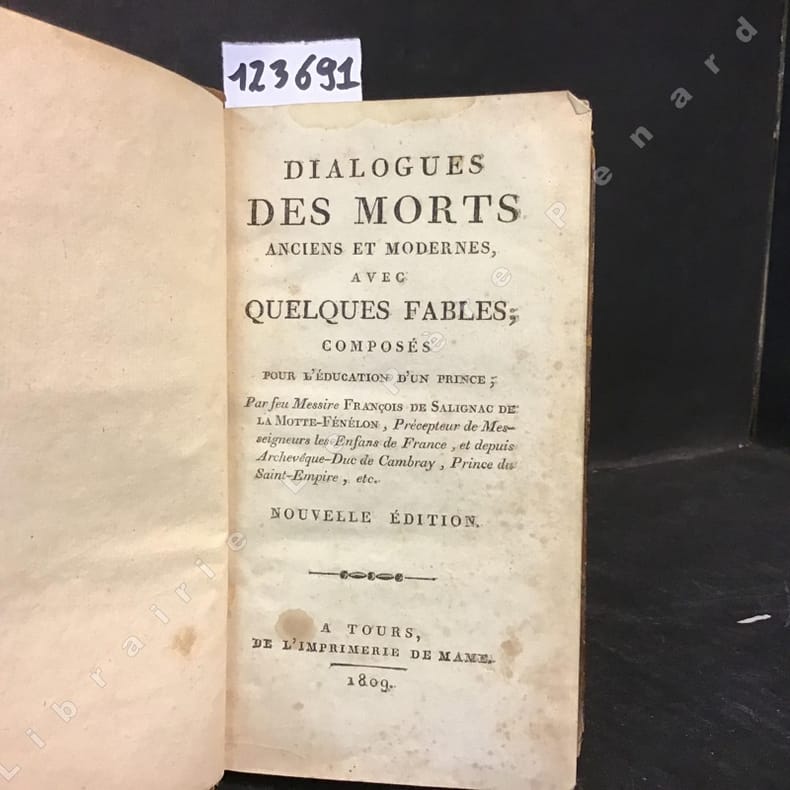 123691
DIALOGUES
DES MORTS
ANCIENS ET MODERNES,
AVEC
QUELQUES FABLES;
COMPOSÉS
POUR L'ÉDUCATION D'UN PRINCE;
Par feu Messire FRANÇOIS DE SALIGNAC DE
LA MOTTE-FÉNÉLON, Précepteur de Mes-
seigneurs les Enfans de France, et depuis
Archevêque-Duc de Cambray, Prince du
Saint-Empire, etc.
NOUVELLE ÉDITION.
A TOURS,
DE L'IMPRIMERIE DE MAME.
1809.
Librairie Le Père Pénard